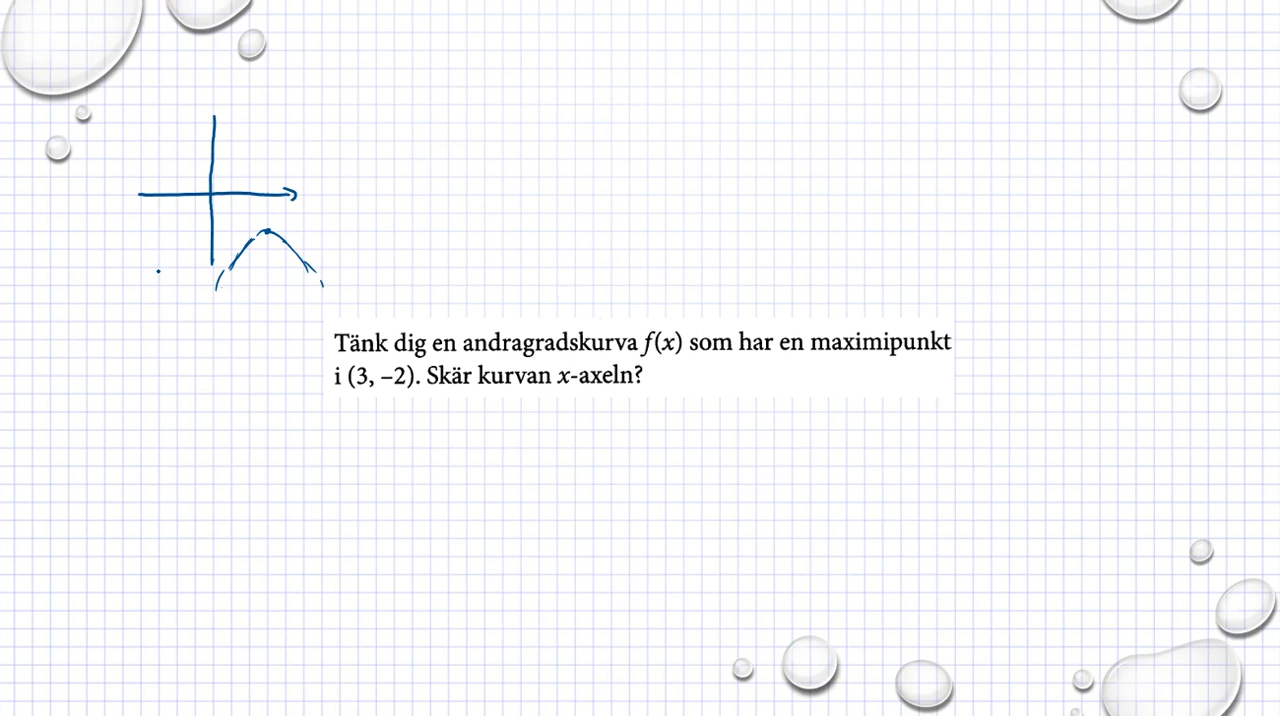 Tänk dig en andragradskurva f(x) som har en maximipunkt
i (3, –2). Skär kurvan x-axeln?